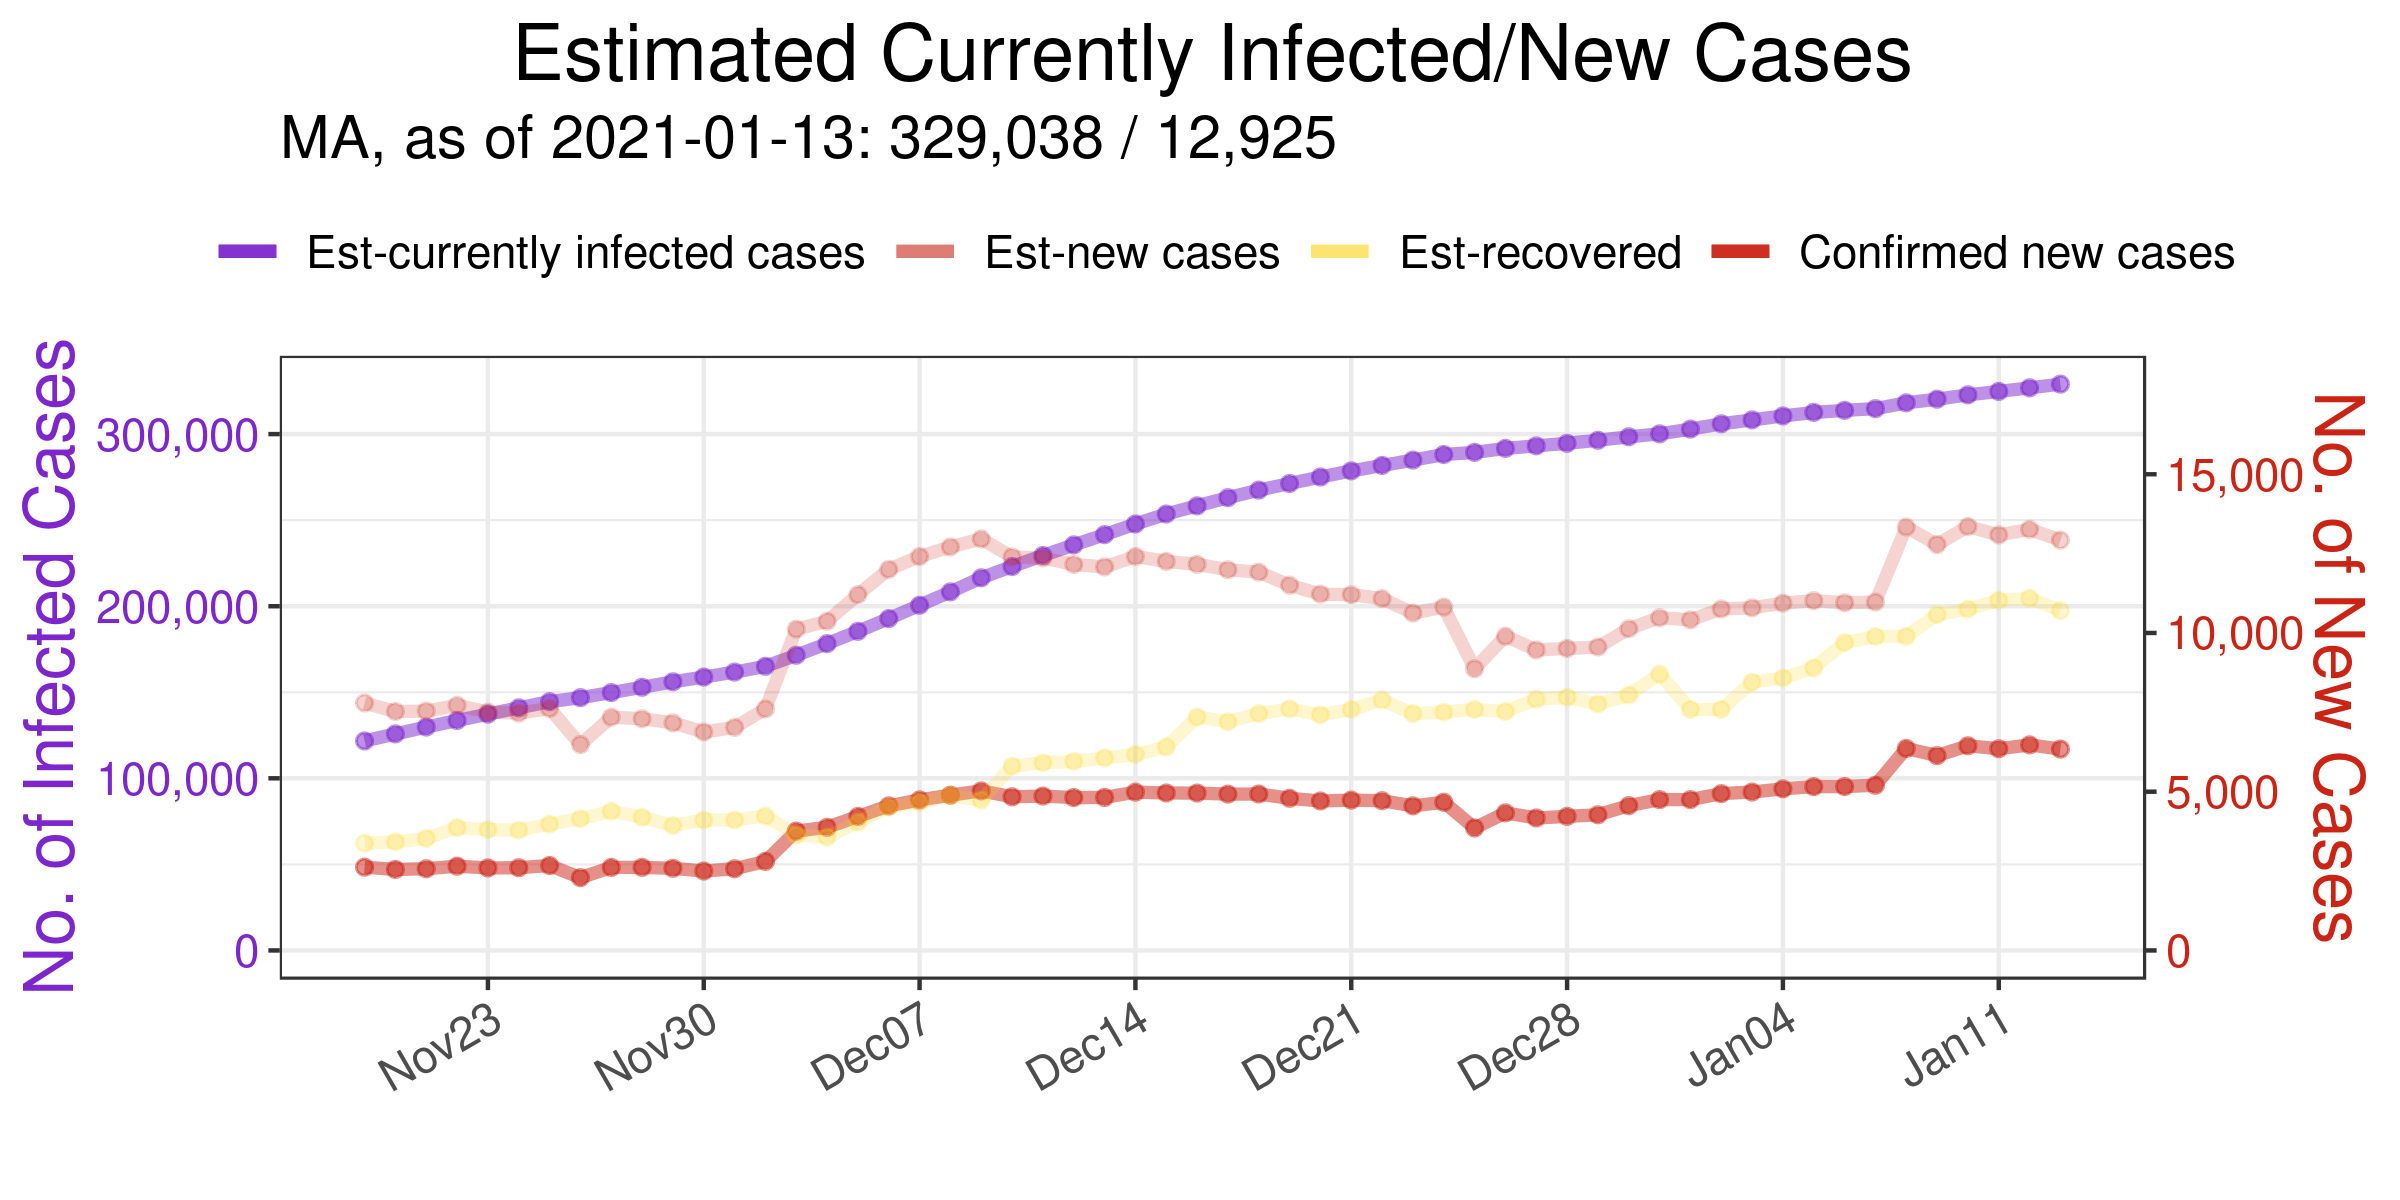 Estimated Currently Infected/New Cases
MA, as of 2021-01-13: 329,038 / 12,925
Est-currently infected cases Est-new cases Est-recovered Confirmed new cases
No. of Infected Cases
300,000
200,000
100,000
0
15,000
10,000
5,000
0
No. of New Cases
Nov23 Nov30 Dec07 Dec14 Dec21 Dec28 Jan04 Jan11